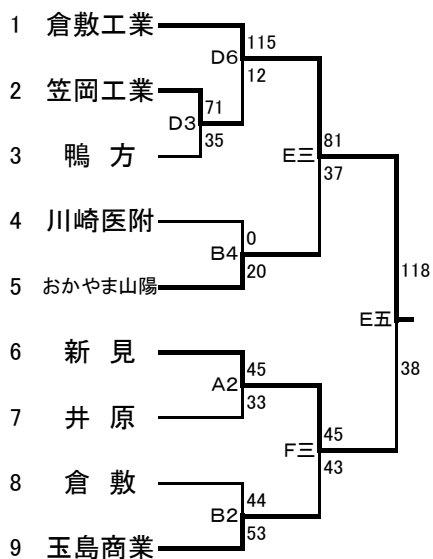 1 倉敷工業
115
D6
12
2 笠岡工業
71
D3
35
3 鴨方
81
E三
37
4 川崎医附
0
B4
20
5 おかやま山陽
118
E五
38
6 新見
45
A2
33
7 井原
45
F三
43
8 倉敷
44
B2
53
9 玉島商業